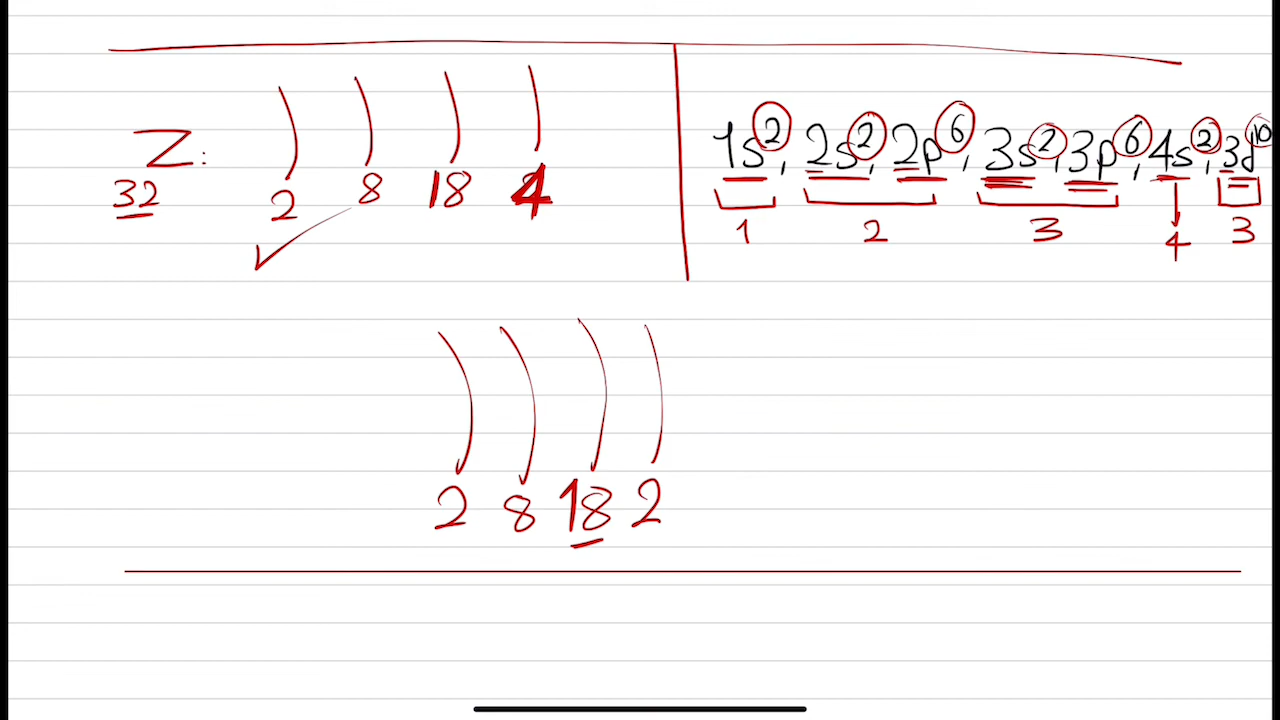 Z:
32
2 8 18 4
1s², 2s², 2p⁶, 3s², 3p⁶, 4s², 3d¹⁰
1 2 3 4 3
2 8 18 2